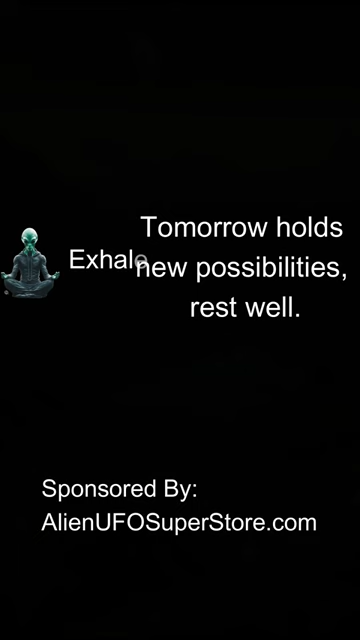 Tomorrow holds
Exhale
new possibilities,
rest well.
Sponsored By:
AlienUFOSuperStore.com